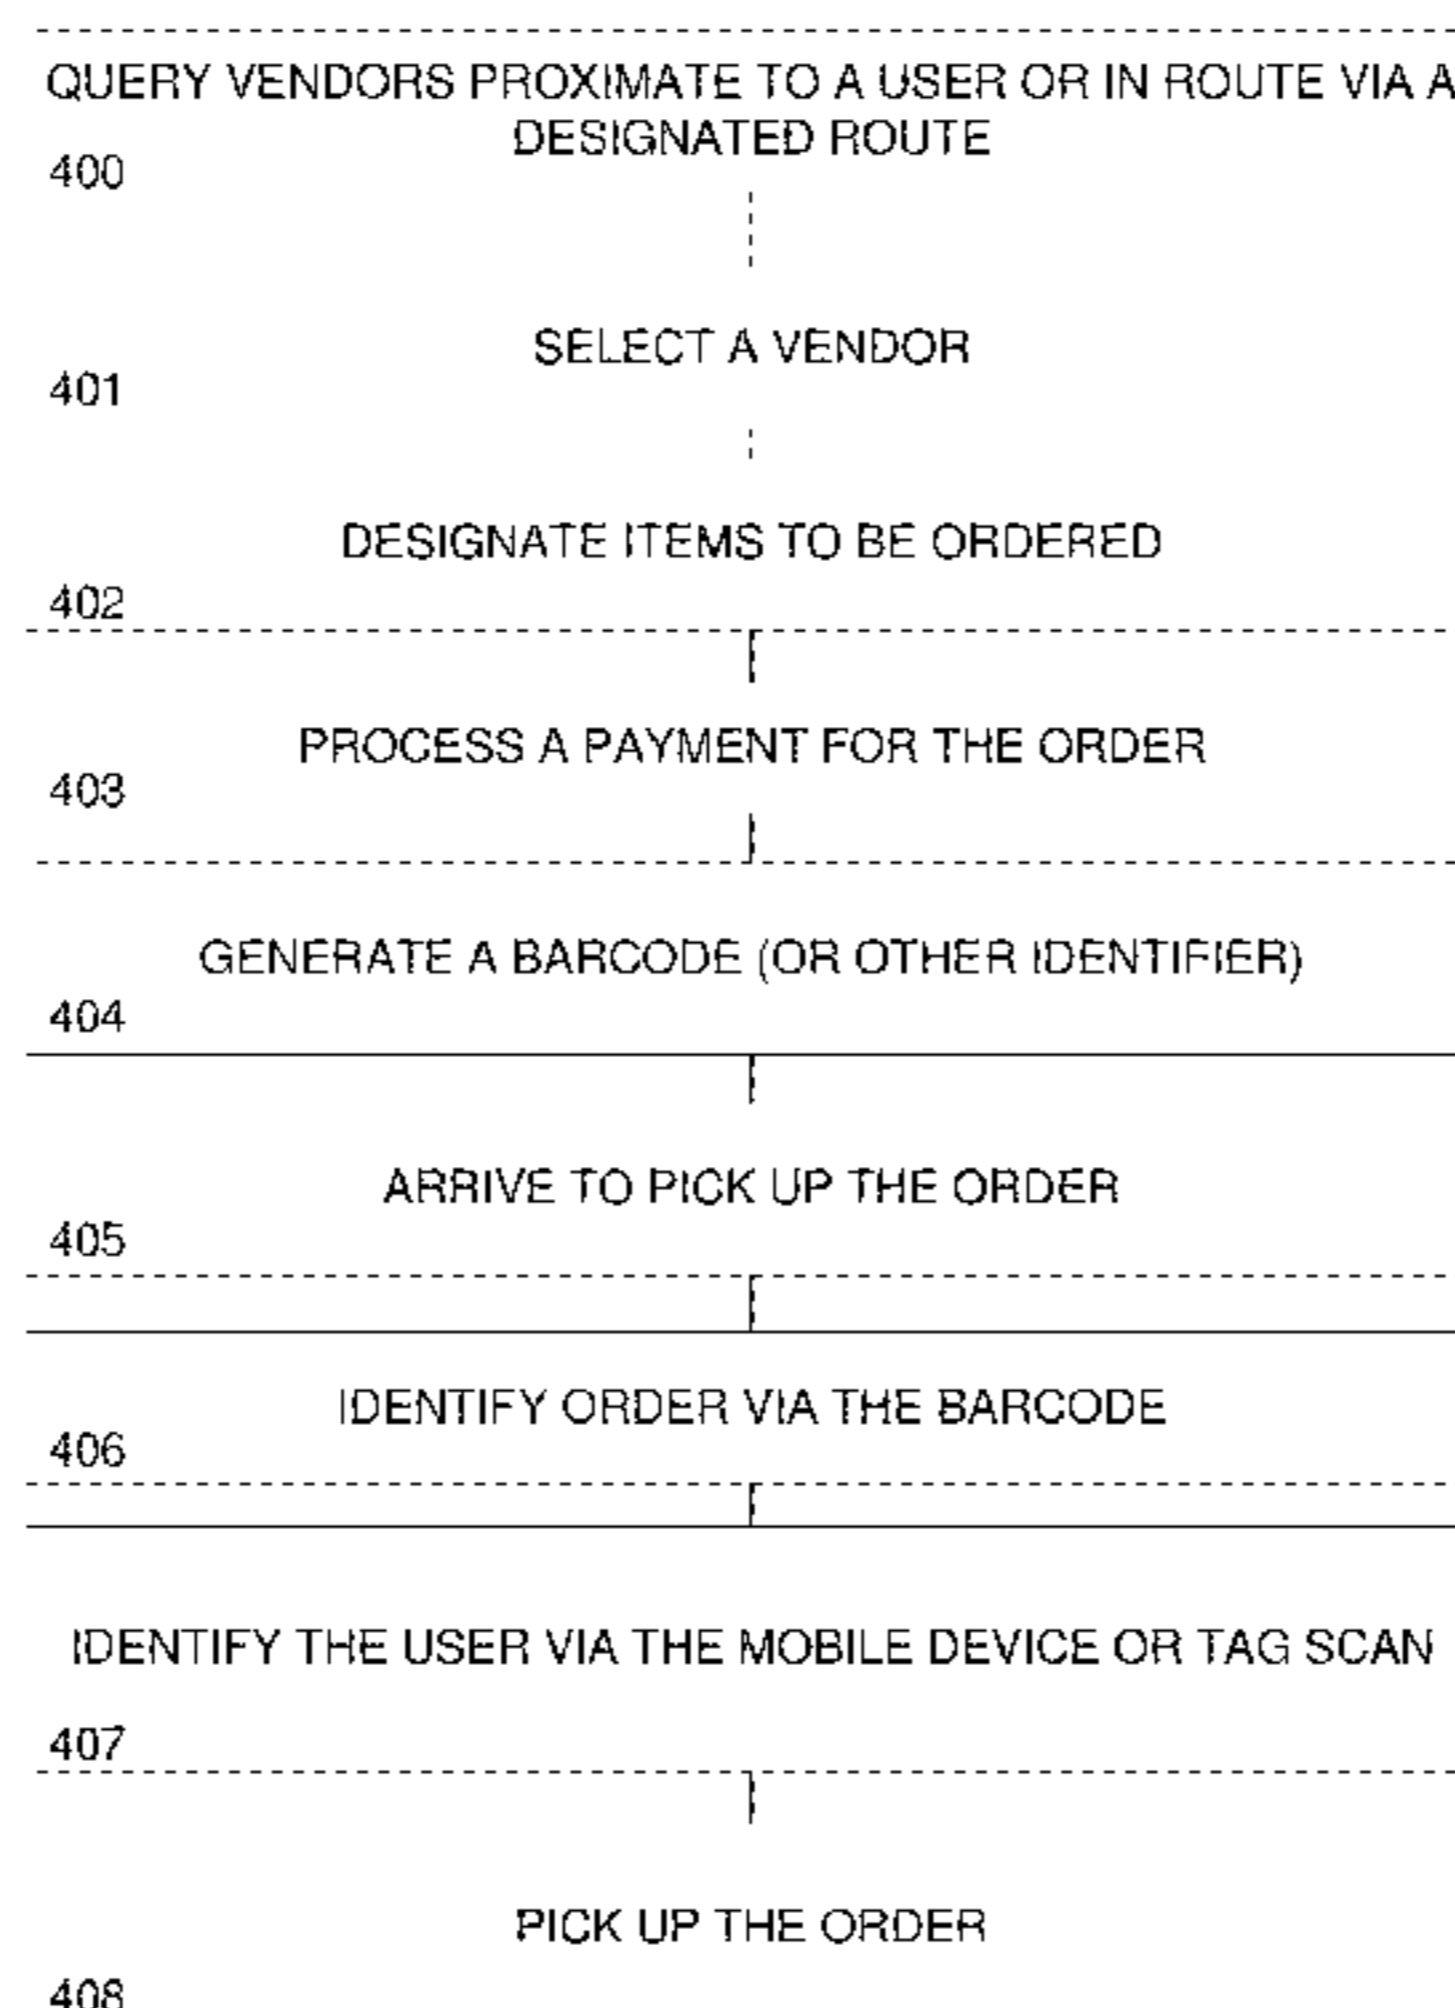 QUERY VENDORS PROXIMATE TO A USER OR IN ROUTE VIA A
DESIGNATED ROUTE
400
SELECT A VENDOR
401
DESIGNATE ITEMS TO BE ORDERED
402
PROCESS A PAYMENT FOR THE ORDER
403
GENERATE A BARCODE (OR OTHER IDENTIFIER)
404
ARRIVE TO PICK UP THE ORDER
405
IDENTIFY ORDER VIA THE BARCODE
406
IDENTIFY THE USER VIA THE MOBILE DEVICE OR TAG SCAN
407
PICK UP THE ORDER
408